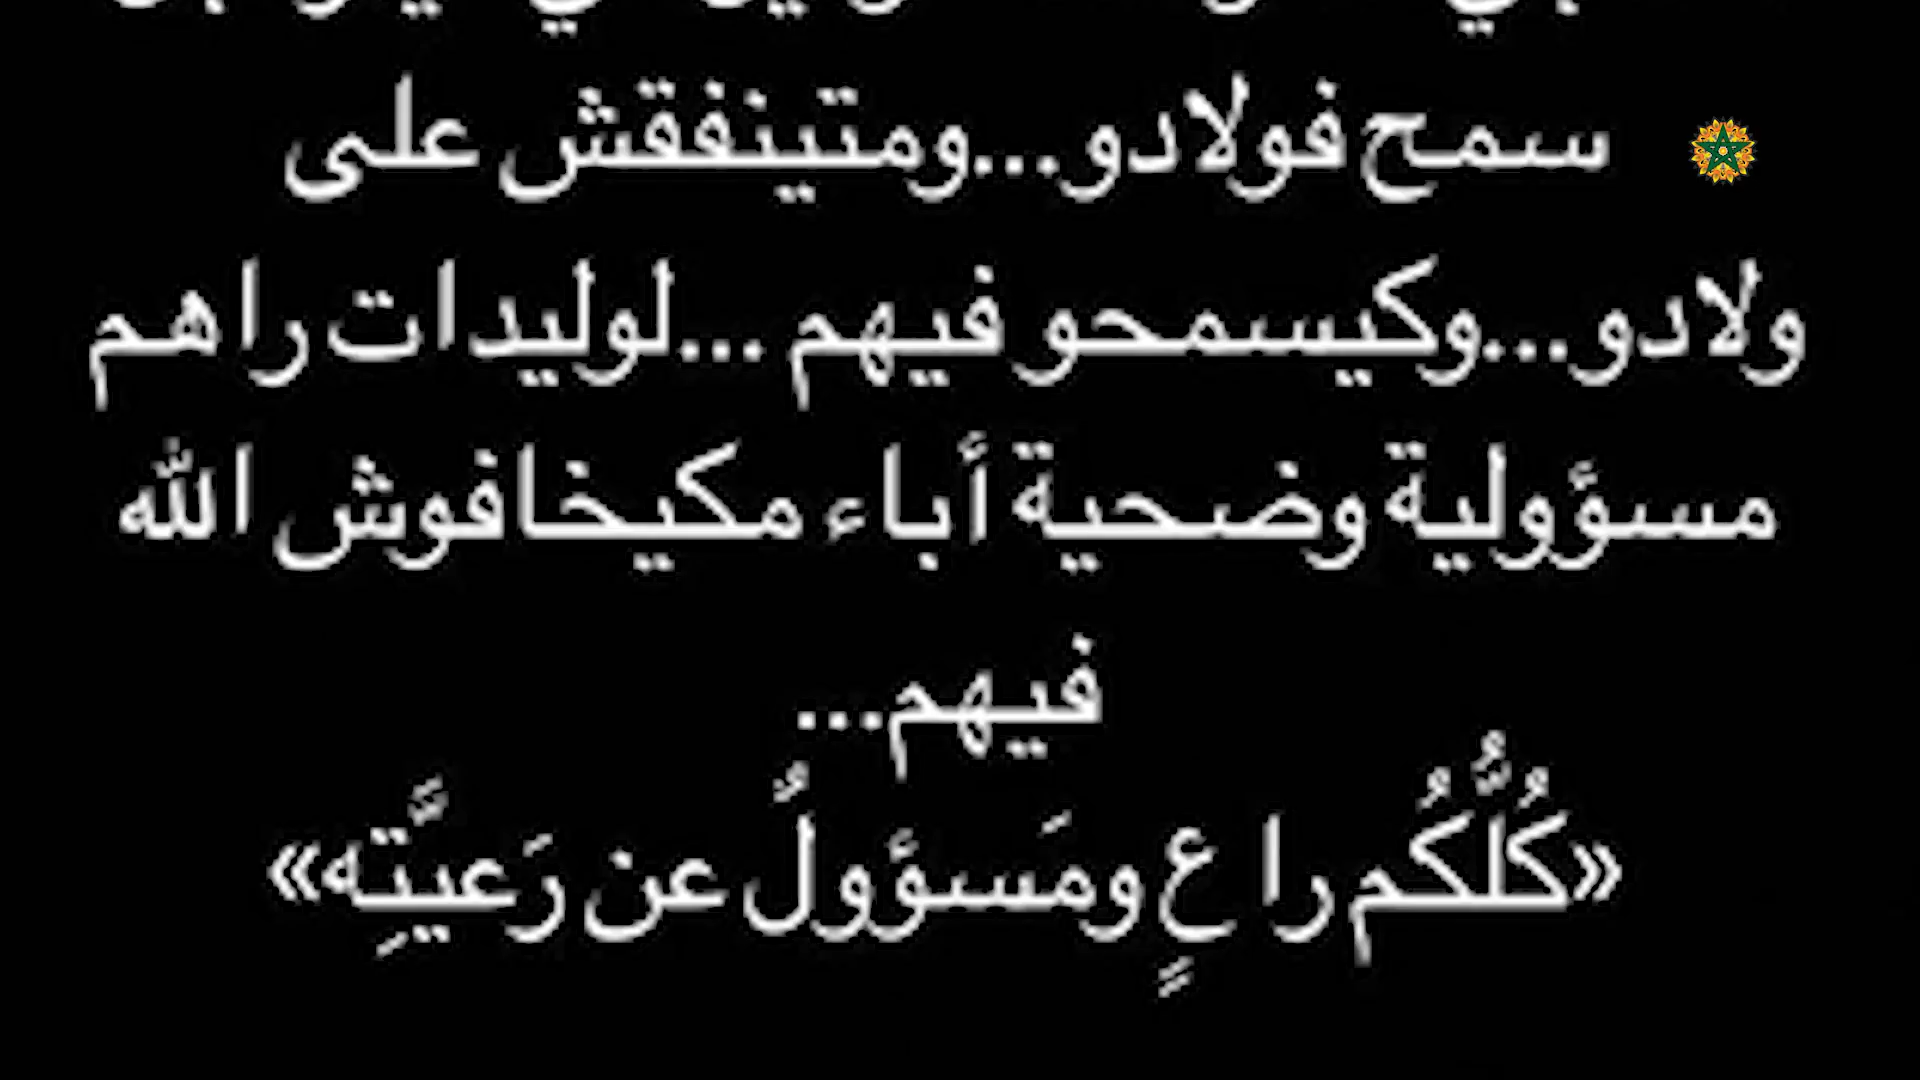 سمح فولادو...ومتينفقش على
ولادو...وكيسمحو فيهم ...لوليدات راهم
مسؤولية وضحية أباء مكيخافوش الله
فيهم...
«كُلُّكُم راعٍ ومَسؤولٌ عن رَعيَّتِه»